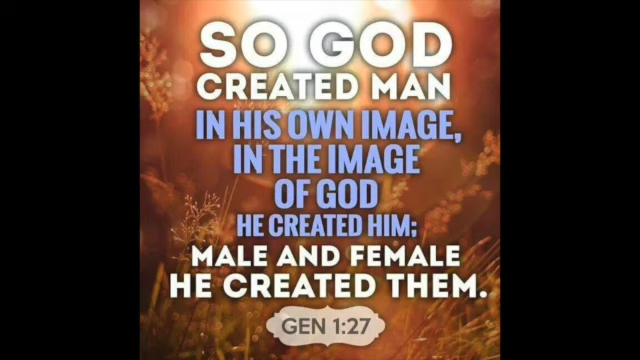 SO GOD
CREATED MAN
IN HIS OWN IMAGE,
IN THE IMAGE
OF GOD
HE CREATED HIM;
MALE AND FEMALE
HE CREATED THEM.
GEN 1:27